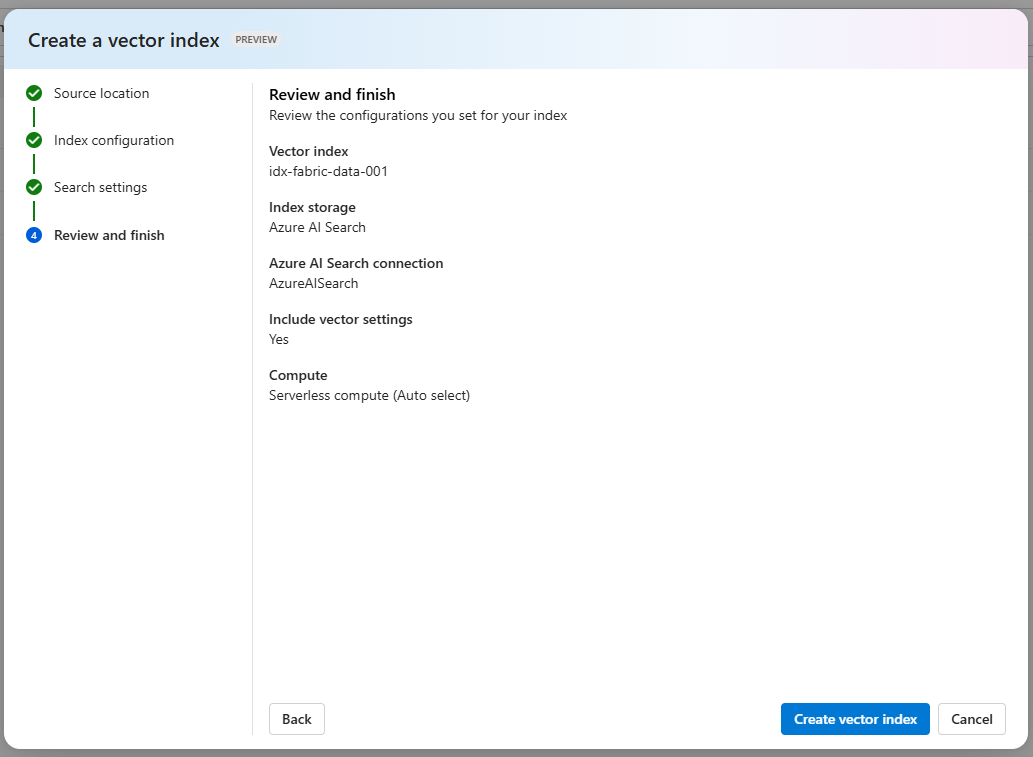 Create a vector index PREVIEW
Source location
Index configuration
Search settings
4 Review and finish
Review and finish
Review the configurations you set for your index
Vector index
idx-fabric-data-001
Index storage
Azure AI Search
Azure AI Search connection
AzureAISearch
Include vector settings
Yes
Compute
Serverless compute (Auto select)
Back Create vector index Cancel